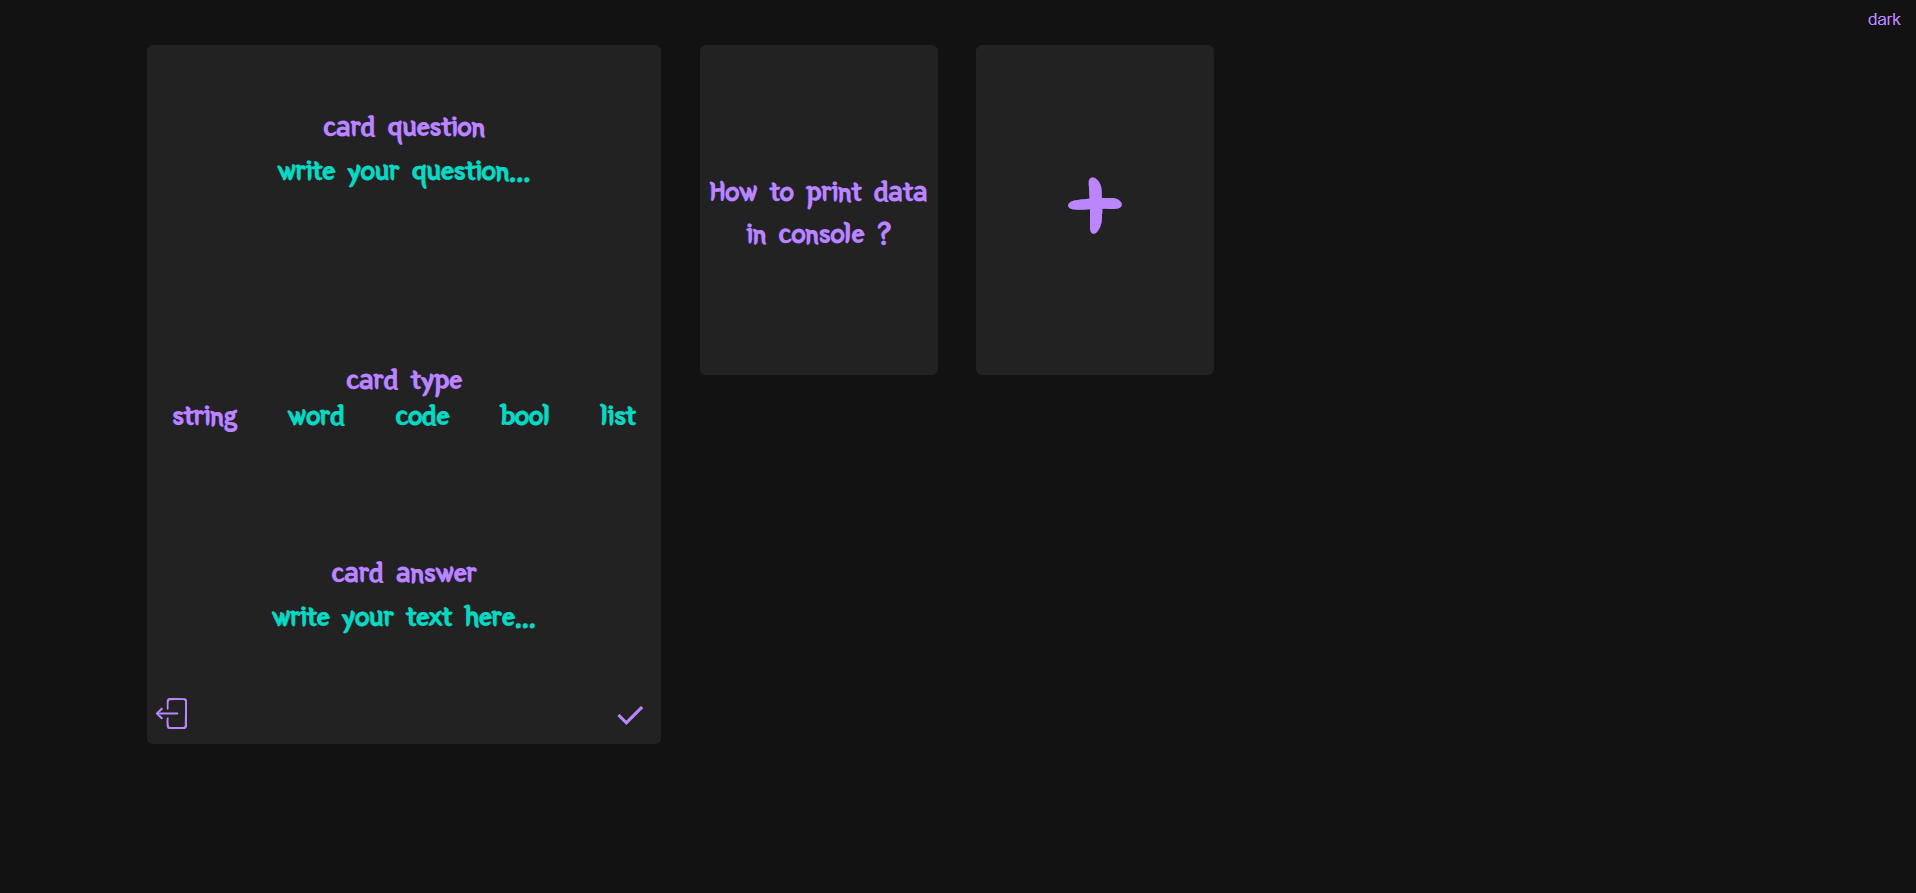 dark
card question
write your question...
card type
string word code bool list
card answer
write your text here...
How to print data
in console ?